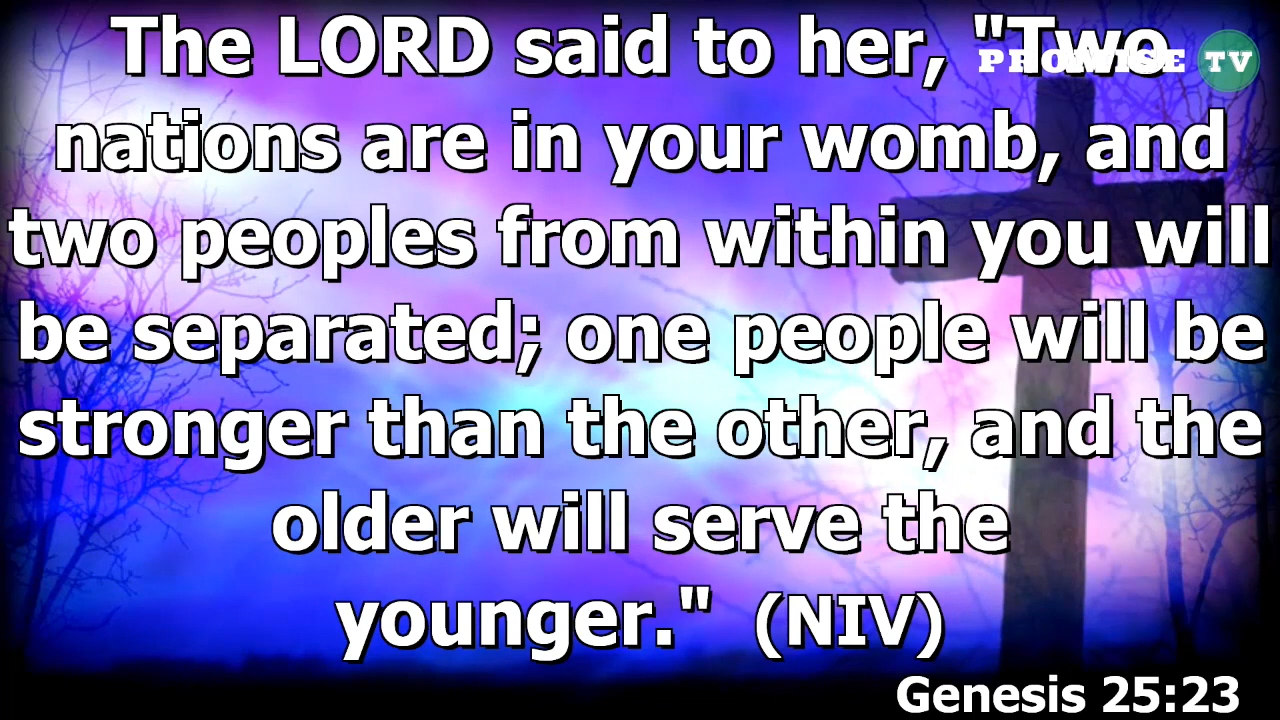 The LORD said to her, "Two
PROMISE TV
nations are in your womb, and
two peoples from within you will
be separated; one people will be
stronger than the other, and the
older will serve the
younger." (NIV)
Genesis 25:23